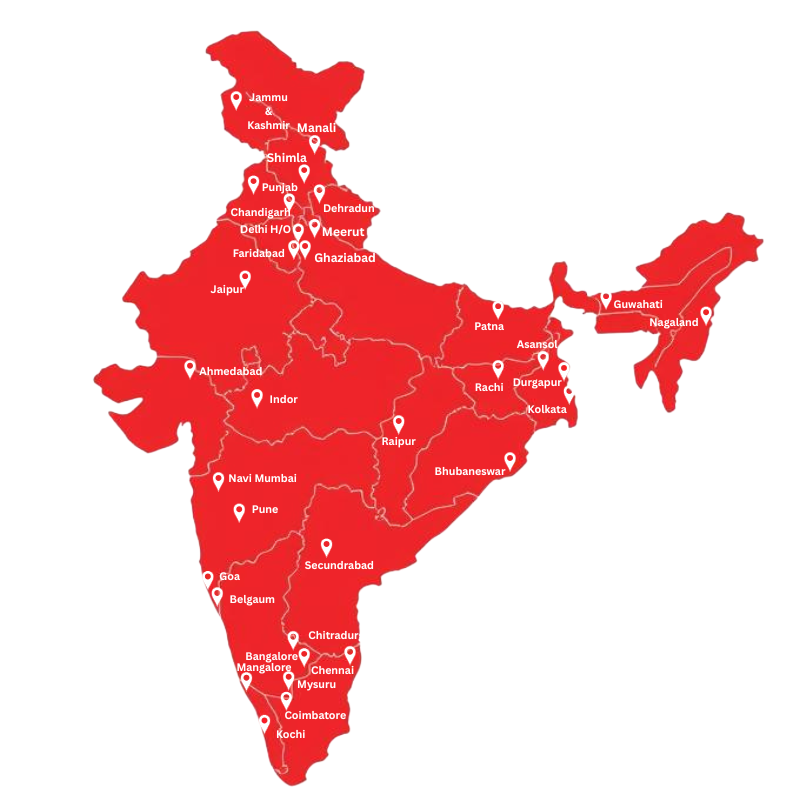 Jammu
&
Kashmir
Manali
Shimla
Punjab
Chandigarh
Dehradun
Delhi H/O
Meerut
Faridabad
Ghaziabad
Jaipur
Guwahati
Nagaland
Patna
Asansol
Ahmedabad
Rachi
Durgapur
Indor
Kolkata
Raipur
Bhubaneswar
Navi Mumbai
Pune
Secundrabad
Goa
Belgaum
Chitradur
Bangalore
Mangalore
Chennai
Mysuru
Coimbatore
Kochi